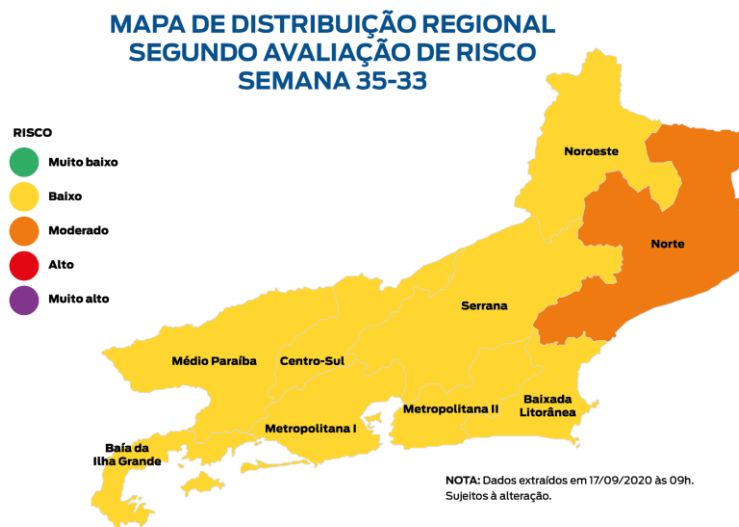 MAPA DE DISTRIBUIÇÃO REGIONAL
SEGUNDO AVALIAÇÃO DE RISCO
SEMANA 35-33
RISCO
Muito baixo
Baixo
Moderado
Alto
Muito alto
Noroeste
Norte
Serrana
Médio Paraíba
Centro-Sul
Baixada
Litorânea
Metropolitana II
Metropolitana I
Baía da
Ilha Grande
NOTA: Dados extraídos em 17/09/2020 às 09h.
Sujeitos à alteração.